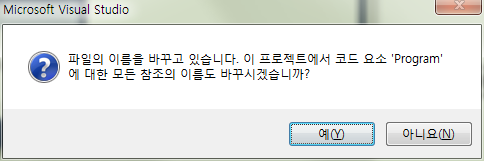 Microsoft Visual Studio
파일의 이름을 바꾸고 있습니다. 이 프로젝트에서 코드 요소 'Program'
에 대한 모든 참조의 이름도 바꾸시겠습니까?
예(Y)
아니요(N)